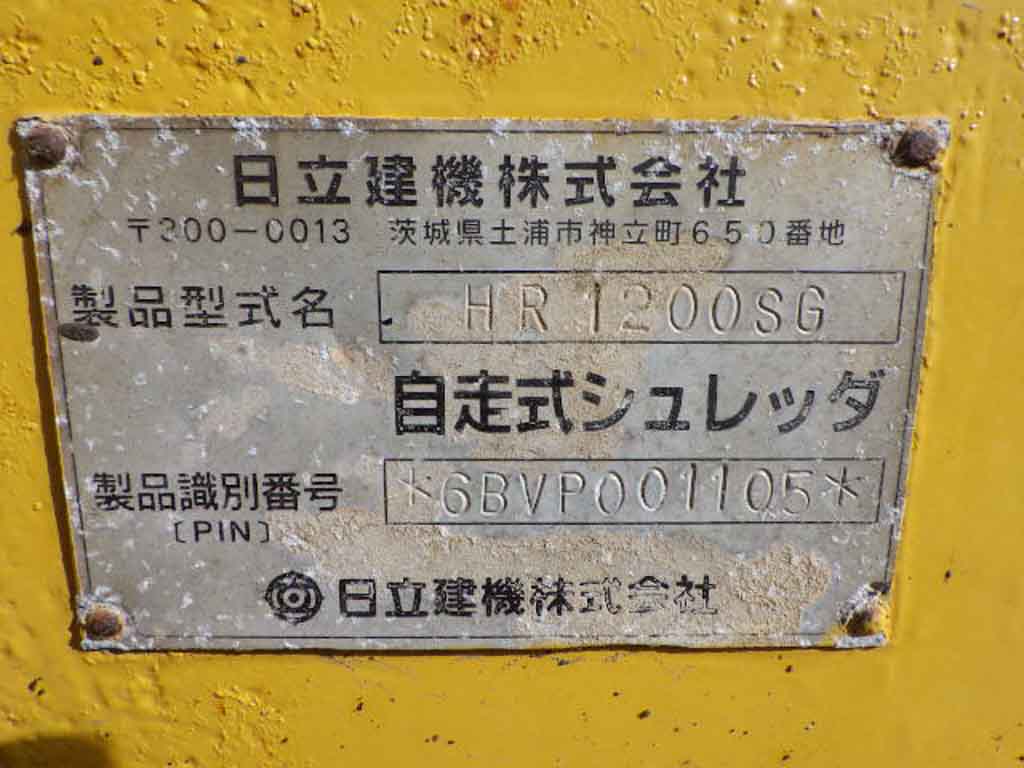 日立建機株式会社
〒300-0013 茨城県土浦市神立町650番地
製品型式名 HR1200SG
自走式シュレッダ
製品識別番号 *6BVP001105*
〔PIN〕
日立建機株式会社